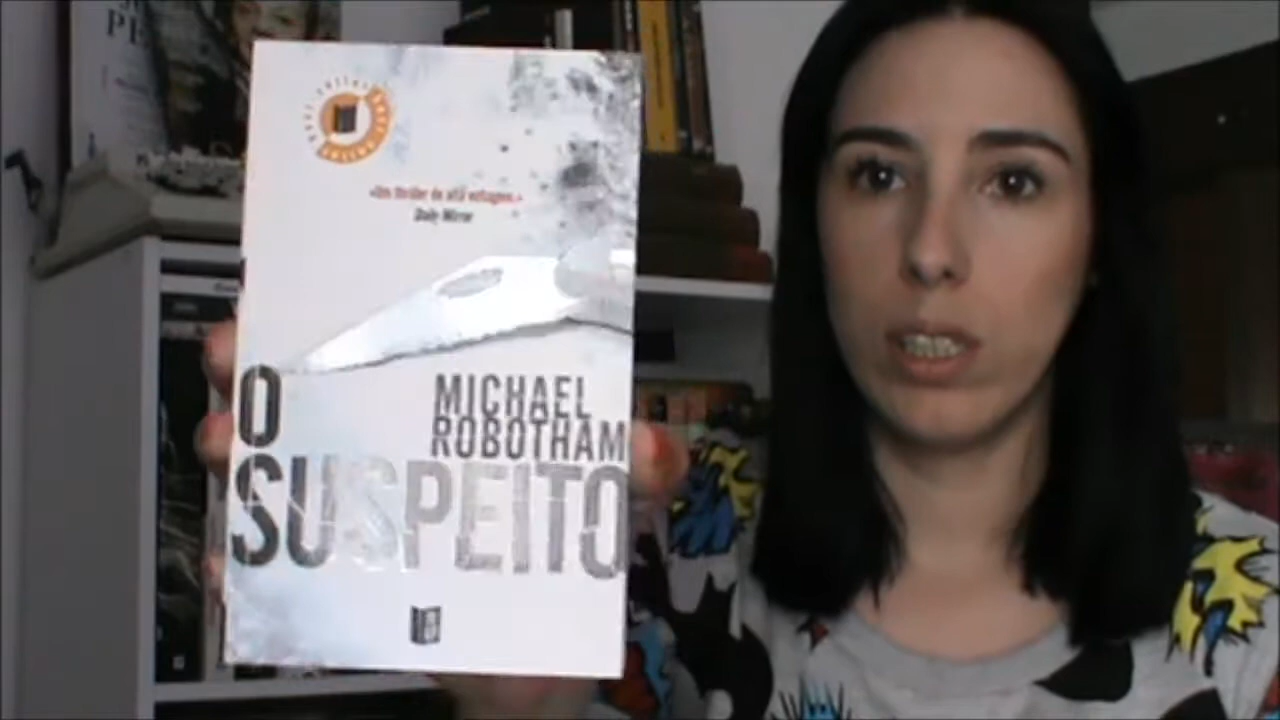 «Um thriller de alta voltagem.»
Daily Mirror
O
MICHAEL
ROBOTHAM
SUSPEITO